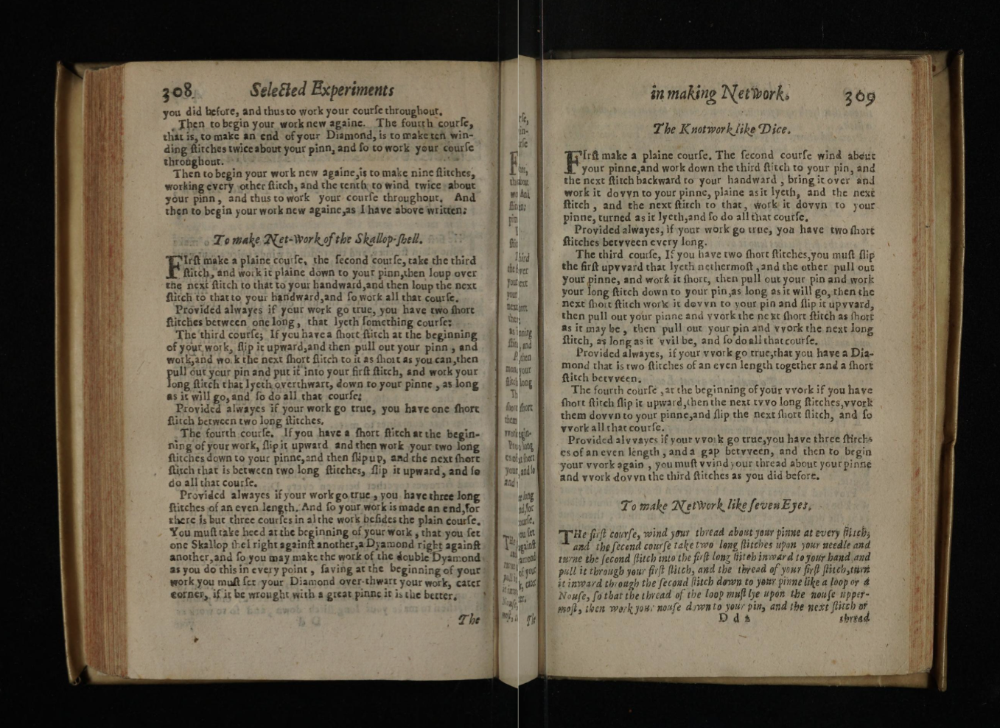 308. Selected Experiments
you did before, and thus to work your courſe throughout.
Then to begin your work new againe. The fourth courſe,
that is, to make an end of your Diamond, is to make ten win-
ding ſtitches twice about your pinn, and ſo to work your courſe
throughout.
Then to begin your work new againe, is to make nine ſtitches,
working every other ſtitch, and the tenth to wind twice about
your pinn, and thus to work your courſe throughout. And
then to begin your work new againe, as I have above written:
To make Net-Work of the Skallop-ſhell.
FIrſt make a plaine courſe, the ſecond courſe, take the third
ſtitch, and work it plaine down to your pinn, then loup over
the next ſtitch to that to your handward, and then loup the next
ſtitch to that to your handward, and ſo work all that courſe.
Provided alwayes if your work go true, you have two ſhort
ſtitches between one long, that lyeth ſomething courſe:
The third courſe; If you have a ſhort ſtitch at the beginning
of your work, ſlip it upward, and then pull out your pinn, and
work, and work the next ſhort ſtitch to it as ſhort as you can, then
pull out your pin and put it into your firſt ſtitch, and work your
long ſtitch that lyeth overthwart, down to your pinne, as long
as it will go, and ſo do all that courſe:
Provided alwayes if your work go true, you have one ſhort
ſtitch between two long ſtitches.
The fourth courſe. If you have a ſhort ſtitch at the begin-
ning of your work, ſlip it upward and then work your two long
ſtitches down to your pinne, and then ſlip up, and the next ſhort
ſtitch that is between two long ſtitches, ſlip it upward, and ſo
do all that courſe.
Provided alwayes if your work go true, you have three long
ſtitches of an even length. And ſo your work is made an end, for
there is but three courſes in al the work beſides the plain courſe.
You muſt take heed at the beginning of your work, that you ſet
one Skallop ſhel right againſt another, a Dyamond right againſt
another, and ſo you may make the work of the double Dyamond
as you do this in every point, ſaving at the beginning of your
work you muſt ſet your Diamond over-thwart your work, cater
corner, if it be wrought with a great pinne it is the better.
The
in making Network. 309
The Knotwork like Dice.
FIrſt make a plaine courſe. The ſecond courſe wind about
your pinne, and work down the third ſtitch to your pin, and
the next ſtitch backward to your handward, bring it over and
work it dovvn to your pinne, plaine as it lyeth, and the next
ſtitch, and the next ſtitch to that, work it dovvn to your
pinne, turned as it lyeth, and ſo do all that courſe.
Provided alwayes, if your work go true, you have two ſhort
ſtitches betvveen every long.
The third courſe, If you have two ſhort ſtitches, you muſt ſlip
the firſt upvvard that lyeth nethermoſt, and the other pull out
your pinne, and work it ſhort, then pull out your pin and work
your long ſtitch down to your pin, as long as it will go, then the
next ſhort ſtitch work it dovvn to your pin and ſlip it upvvard,
then pull out your pinne and vvork the next ſhort ſtitch as ſhort
as it may be, then pull out your pin and vvork the next long
ſtitch, as long as it vvil be, and ſo do all that courſe.
Provided alwayes, if your vvork go true, that you have a Dia-
mond that is two ſtitches of an even length together and a ſhort
ſtitch betvveen.
The fourth courſe, at the beginning of your vvork if you have
ſhort ſtitch ſlip it upward, then the next tvvo long ſtitches, vvork
them dovvn to your pinne, and ſlip the next ſhort ſtitch, and ſo
vvork all that courſe.
Provided alvvayes if your vvork go true, you have three ſtitch-
es of an even length, and a gap betvveen, and then to begin
your vvork again, you muſt vvind your thread about your pinne
and vvork dovvn the third ſtitches as you did before.
To make Network like ſeven Eyes.
THe firſt courſe, wind your thread about your pinne at every ſtitch;
and the ſecond courſe take two long ſtitches upon your needle and
turne the ſecond ſtitch into the firſt long ſtitch inward to your hand and
pull it through your firſt ſtitch, and the thread of your firſt ſtitch, turn
it inward through the ſecond ſtitch down to your pinne like a loop or a
Nouſe, ſo that the thread of the loop muſt lye upon the nouſe upper-
moſt, then work your nouſe down to your pin, and the next ſtitch or
D d 2 thread